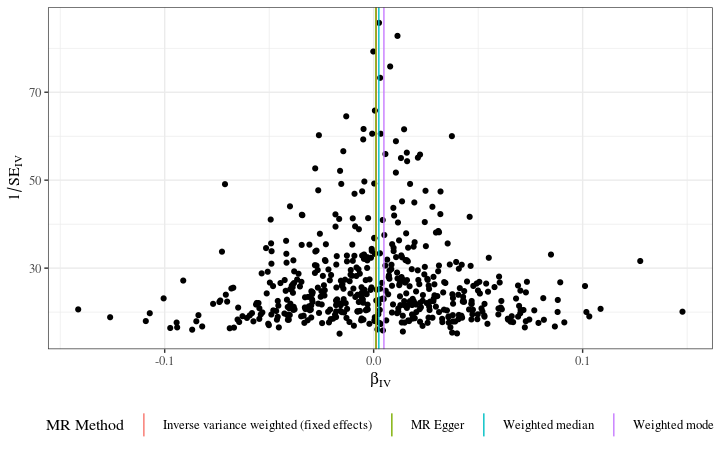 1/SE_IV
70
50
30
-0.1
0.0
0.1
β_IV
MR Method
Inverse variance weighted (fixed effects)
MR Egger
Weighted median
Weighted mode